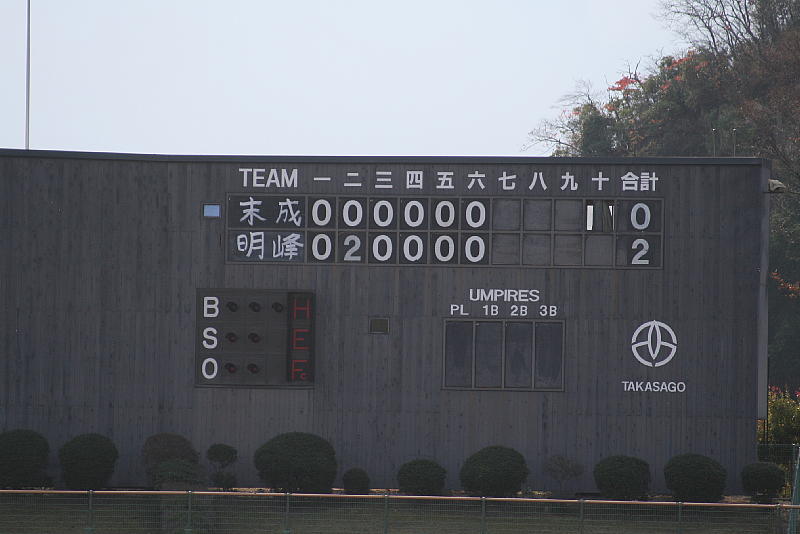 TEAM 一 二 三 四 五 六 七 八 九 十 合計
末成 0 0 0 0 0 0 0
明峰 0 2 0 0 0 0 2
UMPIRES
PL 1B 2B 3B
B H
S E
O Fc
TAKASAGO